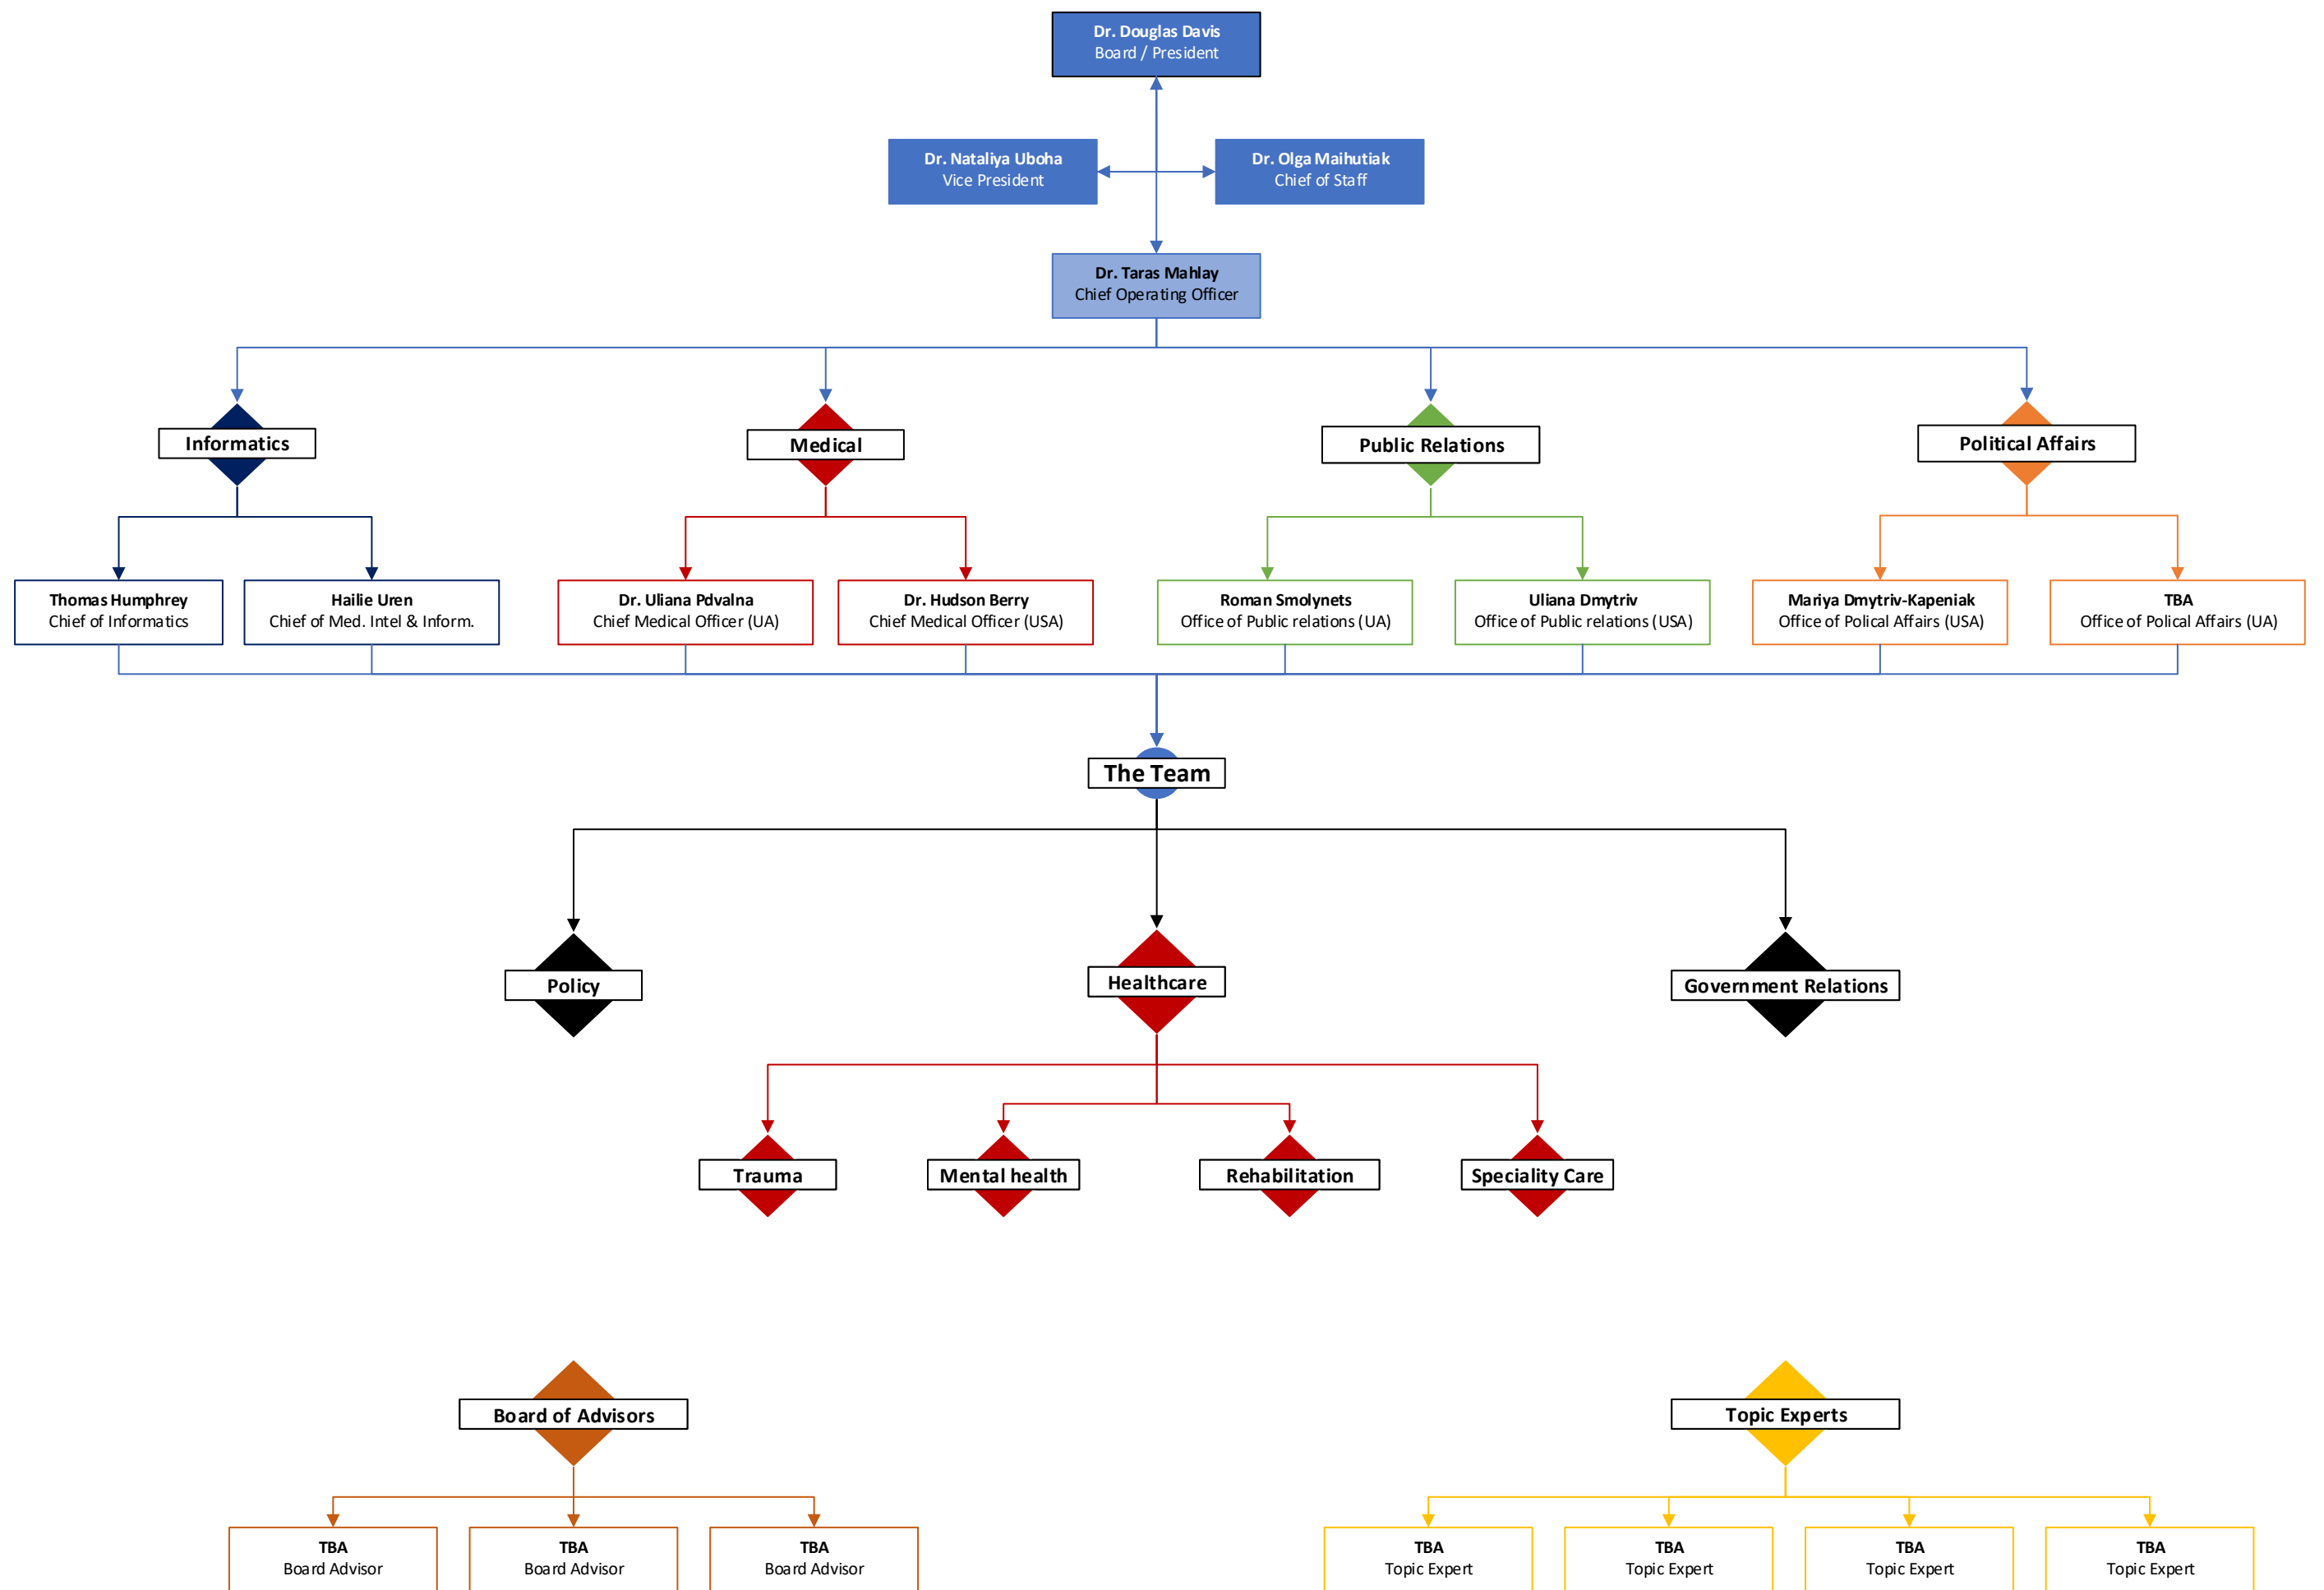 Dr. Douglas Davis
Board / President
Dr. Nataliya Uboha
Vice President
Dr. Olga Maihutiak
Chief of Staff
Dr. Taras Mahlay
Chief Operating Officer
Informatics
Medical
Public Relations
Political Affairs
Thomas Humphrey
Chief of Informatics
Hailie Uren
Chief of Med. Intel & Inform.
Dr. Uliana Pdvalna
Chief Medical Officer (UA)
Dr. Hudson Berry
Chief Medical Officer (USA)
Roman Smolynets
Office of Public relations (UA)
Uliana Dmytriv
Office of Public relations (USA)
Mariya Dmytriv-Kapeniak
Office of Polical Affairs (USA)
TBA
Office of Polical Affairs (UA)
The Team
Policy
Healthcare
Government Relations
Trauma
Mental health
Rehabilitation
Speciality Care
Board of Advisors
Topic Experts
TBA
Board Advisor
TBA
Board Advisor
TBA
Board Advisor
TBA
Topic Expert
TBA
Topic Expert
TBA
Topic Expert
TBA
Topic Expert